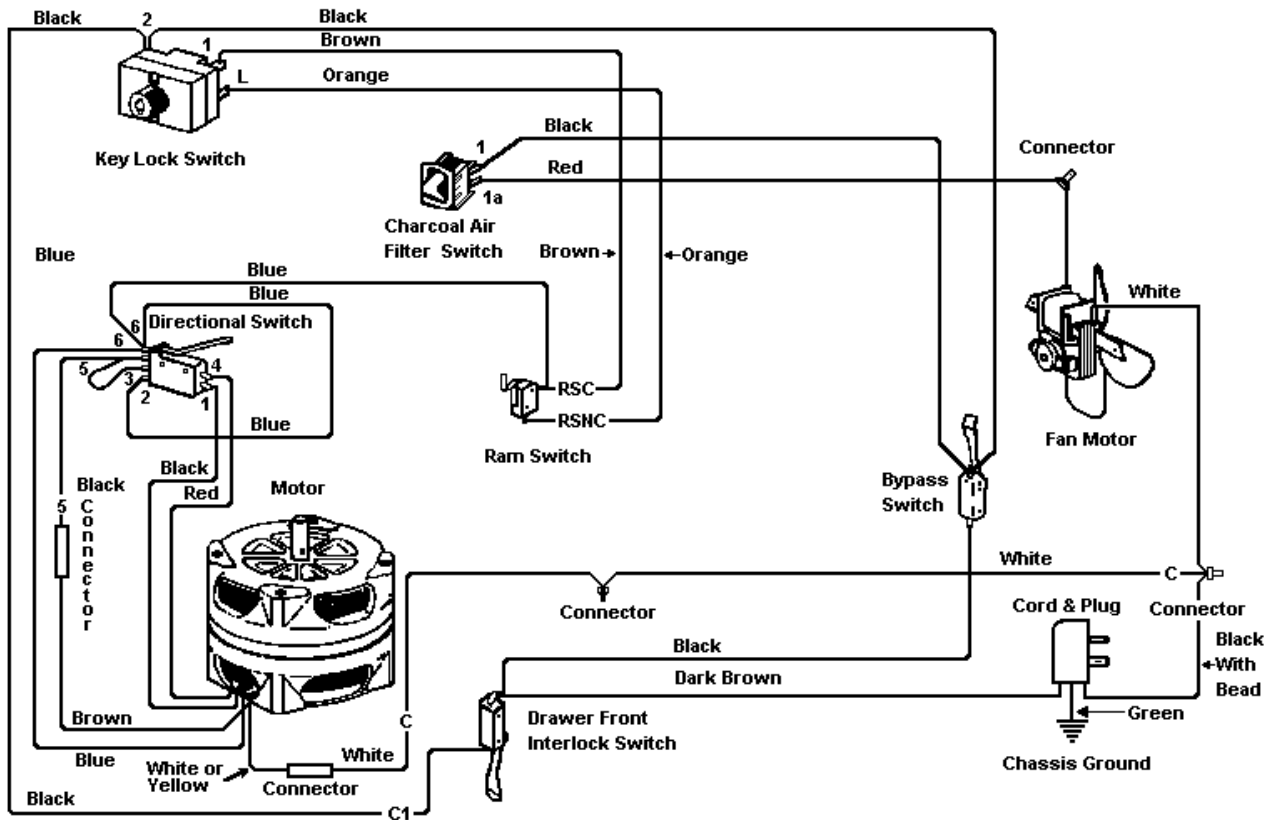 Black
2
Black
1
Brown
L
Orange
Key Lock Switch
Black
1
Red
1a
Connector
Charcoal Air
Filter Switch
Brown
Orange
Blue
Blue
Blue
White
6
Directional Switch
6
5
3
2
4
1
RSC
RSNC
Blue
Ram Switch
Fan Motor
Black
Red
Motor
Black
5
Connector
Bypass
Switch
White
C
Connector
Cord & Plug
Connector
Black
Dark Brown
Black
With
Bead
Green
Brown
C
Drawer Front
Interlock Switch
Blue
White
White or
Yellow
Connector
Chassis Ground
Black
C1